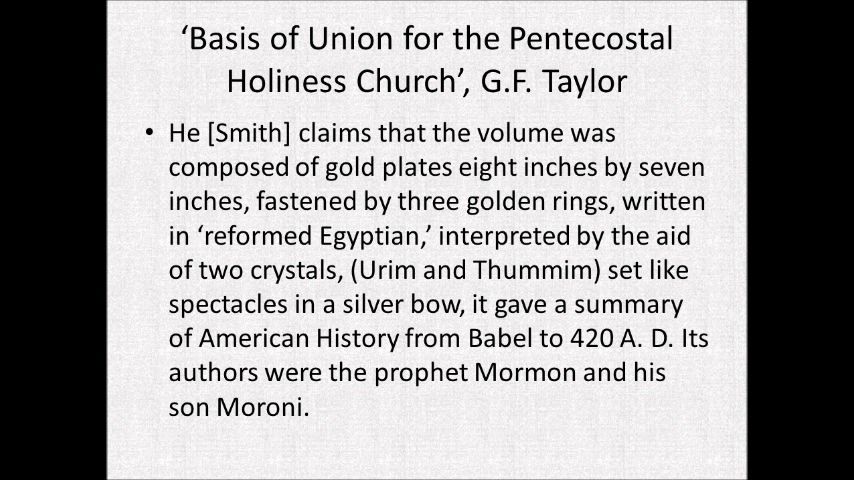 ‘Basis of Union for the Pentecostal
Holiness Church’, G.F. Taylor
• He [Smith] claims that the volume was
composed of gold plates eight inches by seven
inches, fastened by three golden rings, written
in ‘reformed Egyptian,’ interpreted by the aid
of two crystals, (Urim and Thummim) set like
spectacles in a silver bow, it gave a summary
of American History from Babel to 420 A. D. Its
authors were the prophet Mormon and his
son Moroni.